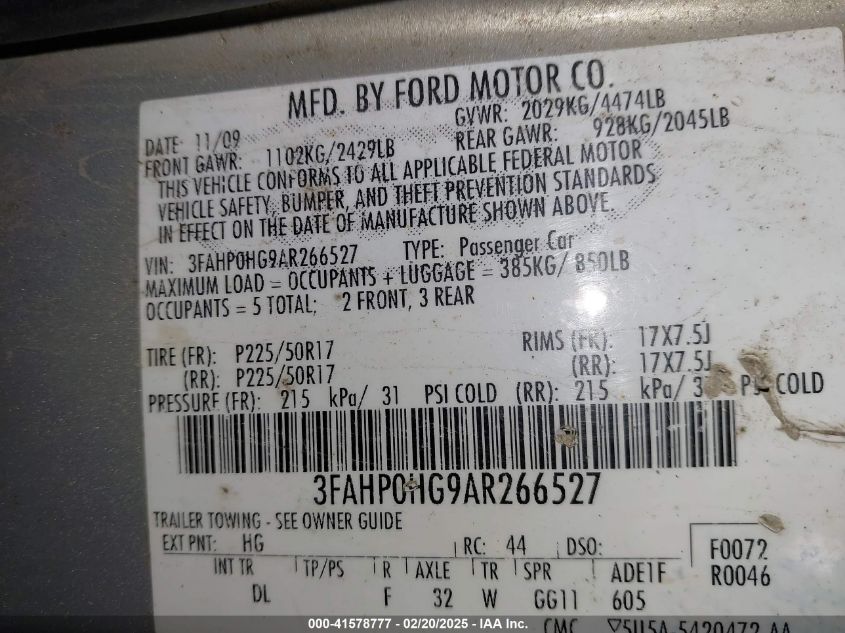 MFD. BY FORD MOTOR CO.
DATE: 11/09 GVWR: 2029KG/4474LB
FRONT GAWR: 1102KG/2429LB REAR GAWR: 928KG/2045LB
THIS VEHICLE CONFORMS TO ALL APPLICABLE FEDERAL MOTOR
VEHICLE SAFETY, BUMPER, AND THEFT PREVENTION STANDARDS
IN EFFECT ON THE DATE OF MANUFACTURE SHOWN ABOVE.
VIN: 3FAHP0HG9AR266527 TYPE: Passenger Car
MAXIMUM LOAD = OCCUPANTS + LUGGAGE = 385KG/ 850LB
OCCUPANTS = 5 TOTAL; 2 FRONT, 3 REAR
TIRE (FR): P225/50R17 RIMS (FR): 17X7.5J
(RR): P225/50R17 (RR): 17X7.5J
PRESSURE (FR): 215 kPa/ 31 PSI COLD (RR): 215 kPa/ 3 PSI COLD
3FAHP0HG9AR266527
TRAILER TOWING - SEE OWNER GUIDE
EXT PNT: HG RC: 44 DSO: F0072
INT TR TP/PS R AXLE TR SPR ADE1F R0046
DL F 32 W GG11 605
CMC
000-41578777 - 02/20/2025 - IAA Inc.